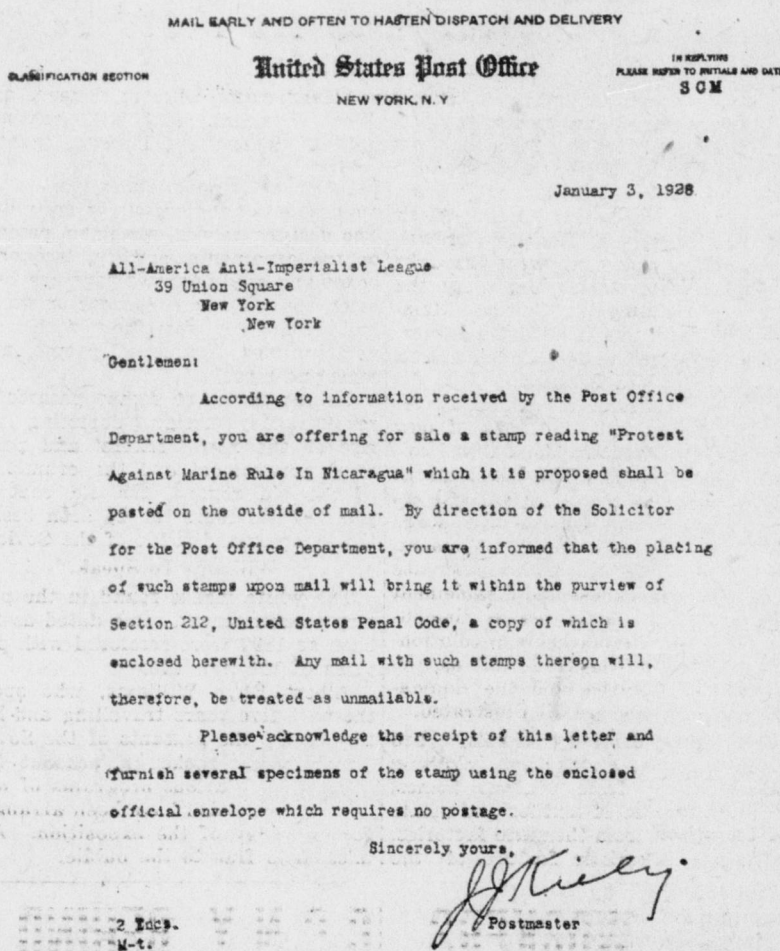 MAIL EARLY AND OFTEN TO HASTEN DISPATCH AND DELIVERY
CLASSIFICATION SECTION
United States Post Office
NEW YORK, N. Y
IN REPLYING
PLEASE REFER TO INITIALS AND DATE
SCM
January 3, 1928
All-America Anti-Imperialist League
39 Union Square
New York
New York
Gentlemen:
According to information received by the Post Office
Department, you are offering for sale a stamp reading "Protest
Against Marine Rule In Nicaragua" which it is proposed shall be
pasted on the outside of mail. By direction of the Solicitor
for the Post Office Department, you are informed that the placing
of such stamps upon mail will bring it within the purview of
Section 212, United States Penal Code, a copy of which is
enclosed herewith. Any mail with such stamps thereon will,
therefore, be treated as unmailable.
Please acknowledge the receipt of this letter and
furnish several specimens of the stamp using the enclosed
official envelope which requires no postage.
Sincerely yours,
JJKiely
Postmaster
2 Incs.
M-t.